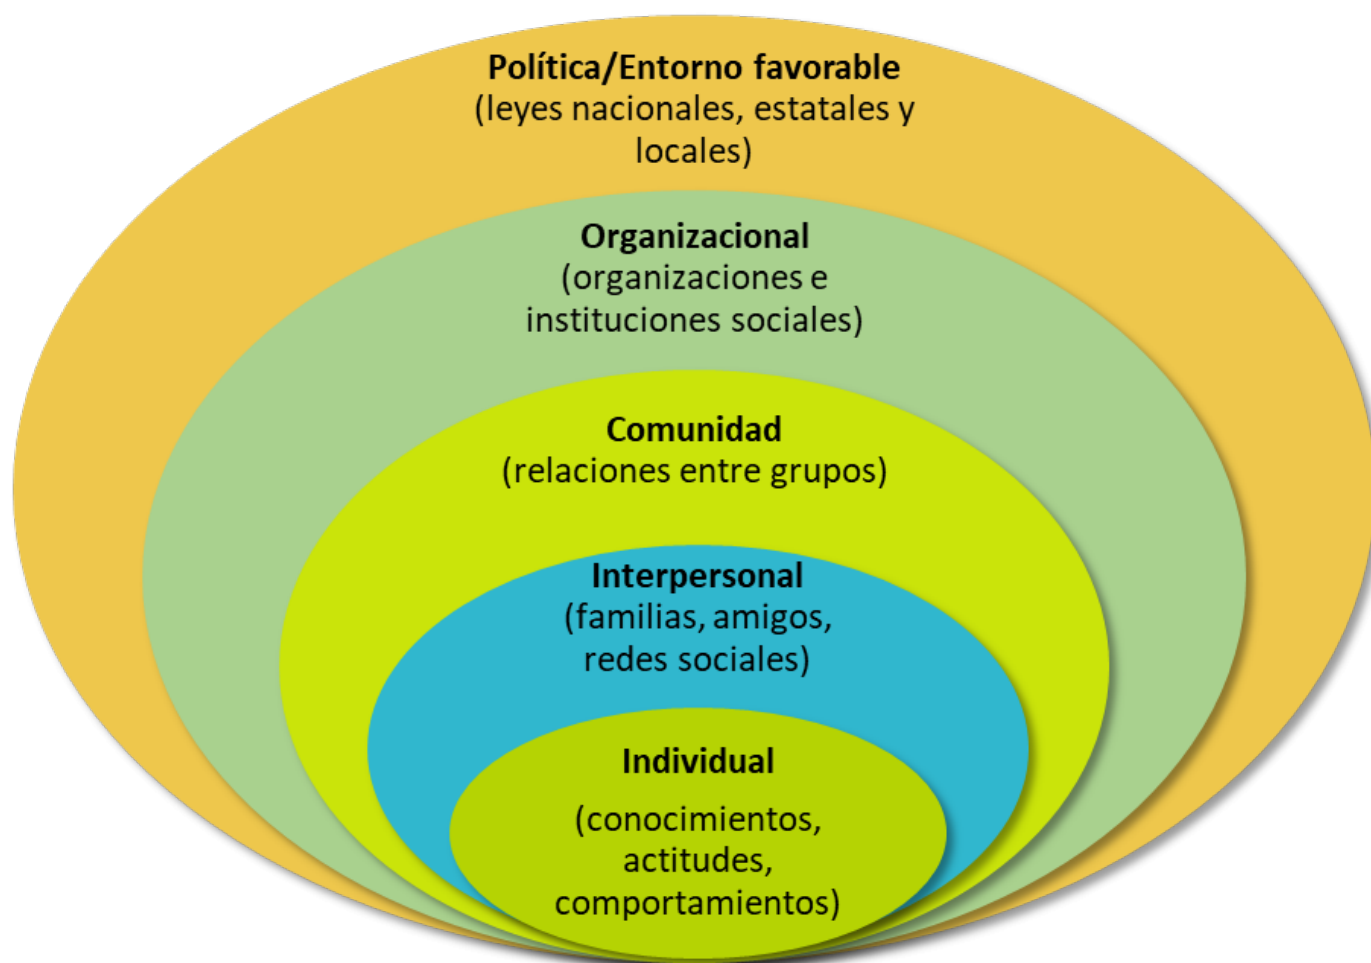 Política/Entorno favorable
(leyes nacionales, estatales y
locales)
Organizacional
(organizaciones e
instituciones sociales)
Comunidad
(relaciones entre grupos)
Interpersonal
(familias, amigos,
redes sociales)
Individual
(conocimientos,
actitudes,
comportamientos)